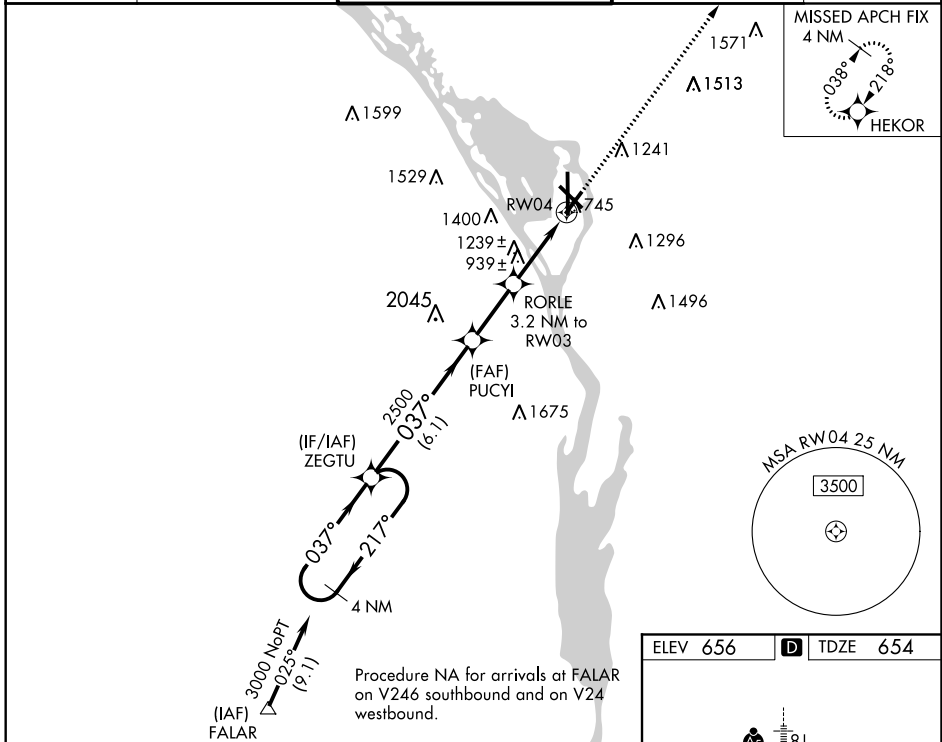 MISSED APCH FIX
4 NM
038°
218°
HEKOR
1571
1513
1599
1241
1529
RW04
745
1400
1239 ±
939 ±
1296
2045
RORLE
3.2 NM to
RW03
1496
(FAF)
PUCYI
2500
037°
(6.1)
1675
(IF/IAF)
ZEGTU
MSA RW 04 25 NM
3500
037°
217°
4 NM
3000 NoPT
025°
(9.1)
(IAF)
FALAR
Procedure NA for arrivals at FALAR
on V246 southbound and on V24
westbound.
ELEV 656
D
TDZE 654